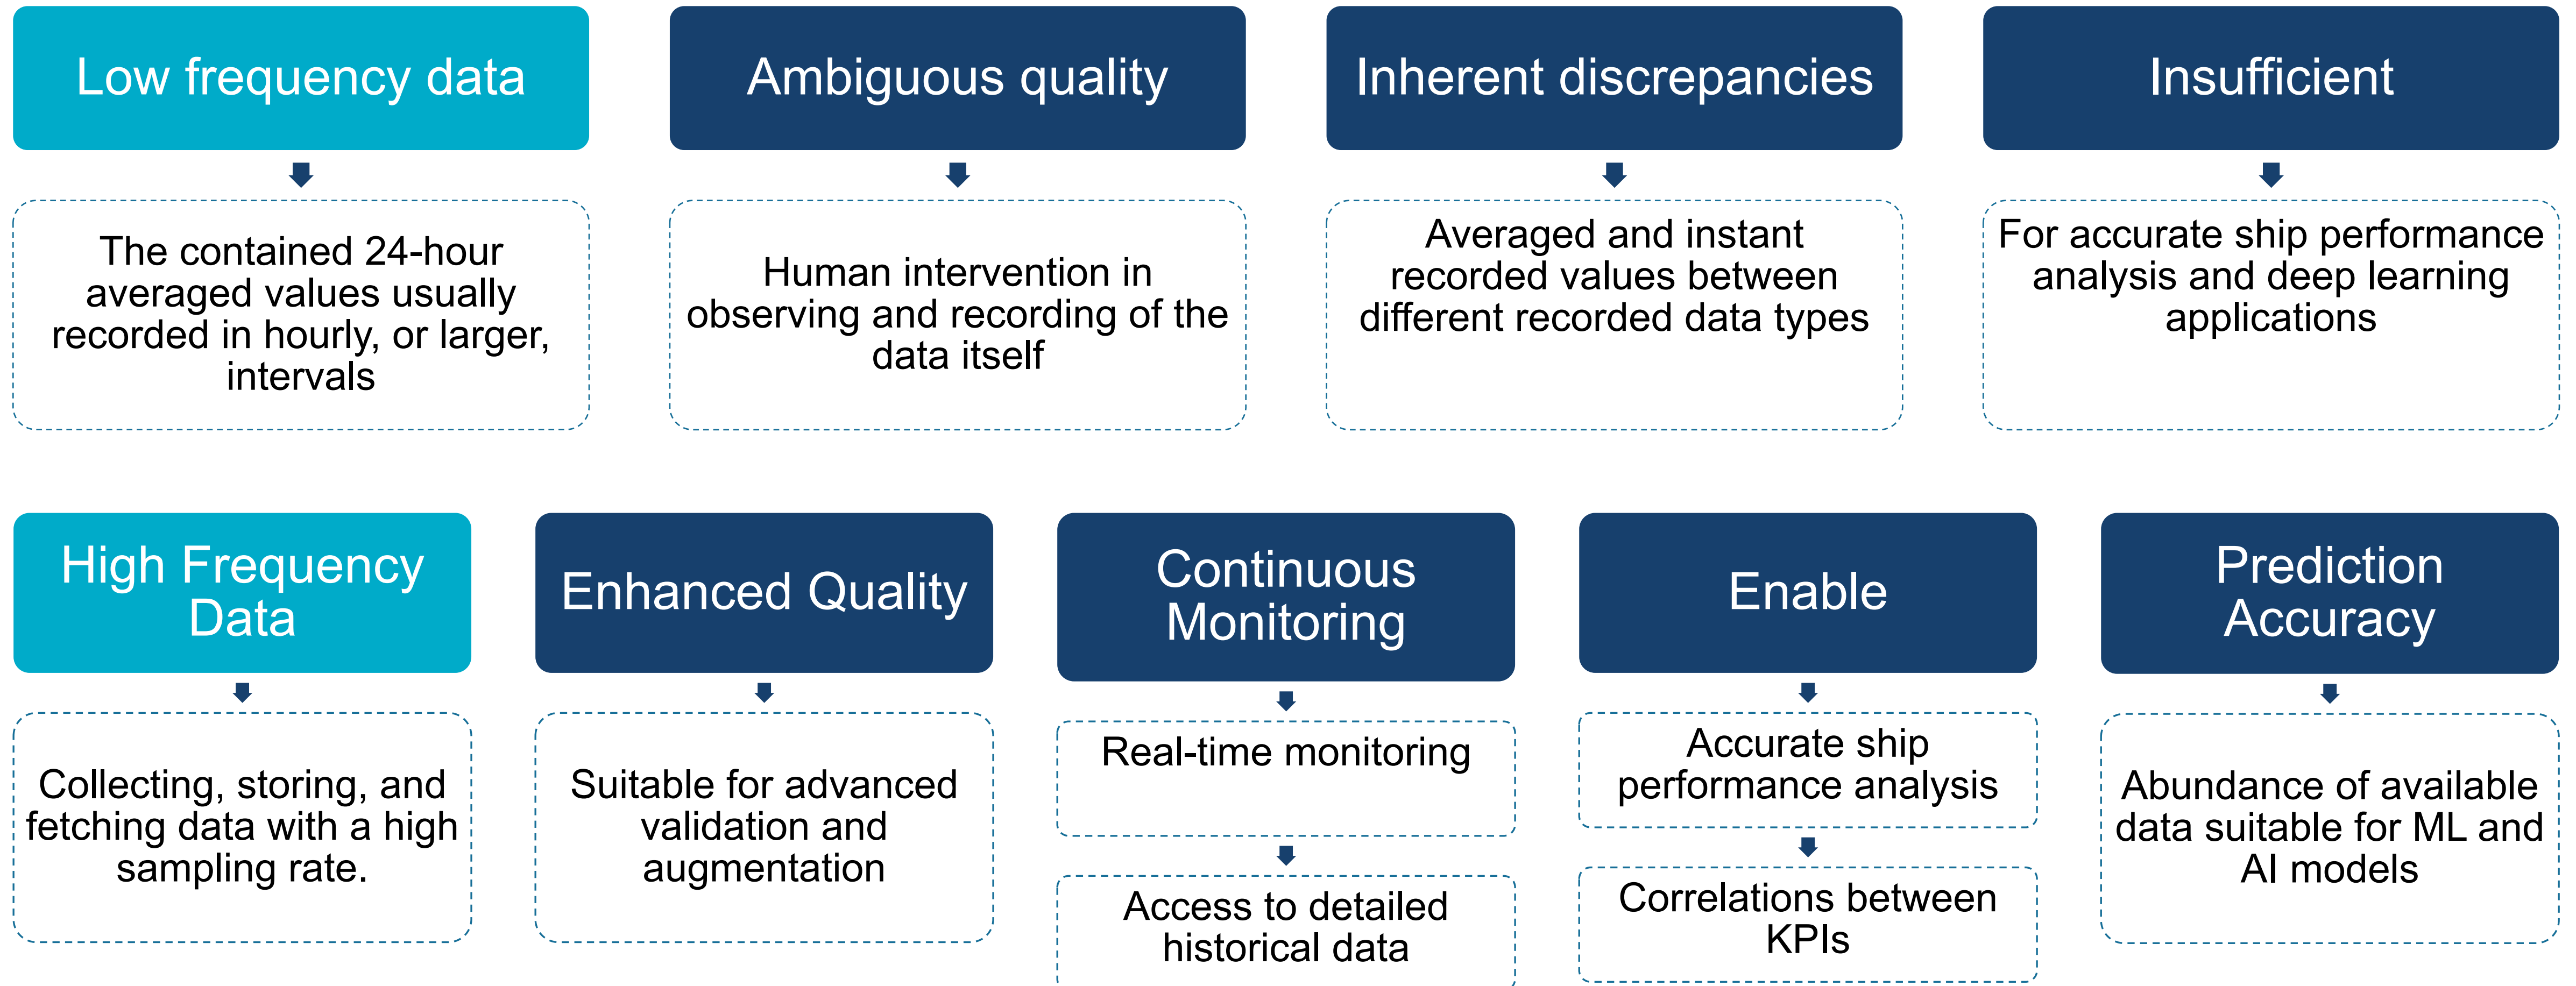 Low frequency data
The contained 24-hour
averaged values usually
recorded in hourly, or larger,
intervals
Ambiguous quality
Human intervention in
observing and recording of the
data itself
Inherent discrepancies
Averaged and instant
recorded values between
different recorded data types
Insufficient
For accurate ship performance
analysis and deep learning
applications
High Frequency
Data
Collecting, storing, and
fetching data with a high
sampling rate.
Enhanced Quality
Suitable for advanced
validation and
augmentation
Continuous
Monitoring
Real-time monitoring
Access to detailed
historical data
Enable
Accurate ship
performance analysis
Correlations between
KPIs
Prediction
Accuracy
Abundance of available
data suitable for ML and
AI models